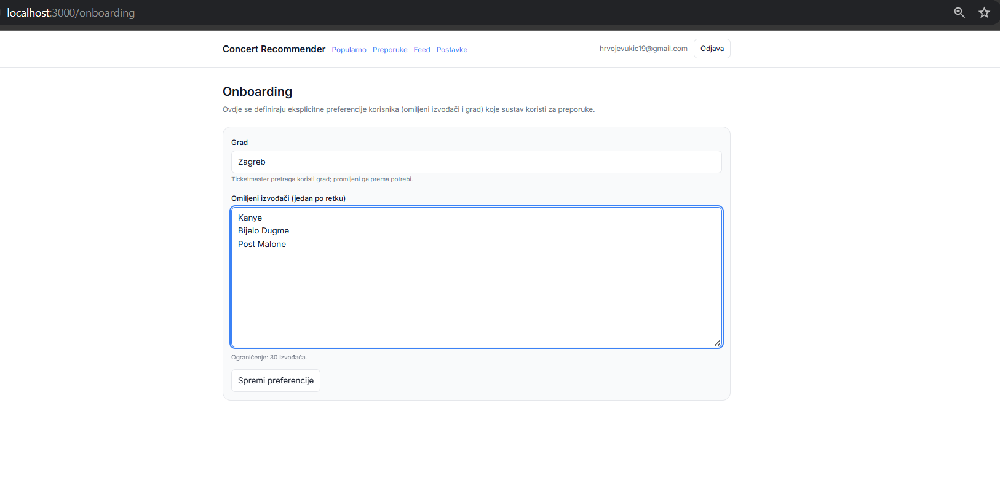 localhost:3000/onboarding
Concert Recommender Popularno Preporuke Feed Postavke hrvojevukic19@gmail.com Odjava
Onboarding
Ovdje se definiraju eksplicitne preferencije korisnika (omiljeni izvođači i grad) koje sustav koristi za preporuke.
Grad
Zagreb
Ticketmaster pretraga koristi grad; promijeni ga prema potrebi.
Omiljeni izvođači (jedan po retku)
Kanye
Bijelo Dugme
Post Malone
Ograničenje: 30 izvođača.
Spremi preferencije